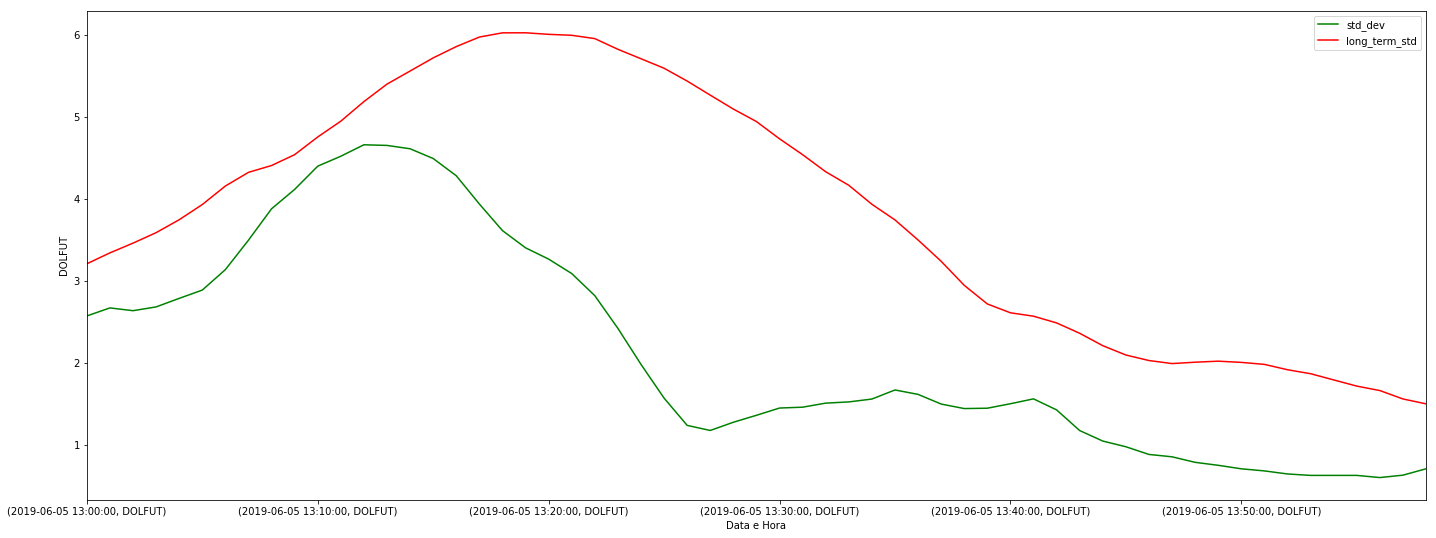 std_dev
long_term_std
6
5
4
3
2
1
DOLFUT
(2019-06-05 13:00:00, DOLFUT)
(2019-06-05 13:10:00, DOLFUT)
(2019-06-05 13:20:00, DOLFUT)
(2019-06-05 13:30:00, DOLFUT)
(2019-06-05 13:40:00, DOLFUT)
(2019-06-05 13:50:00, DOLFUT)
Data e Hora